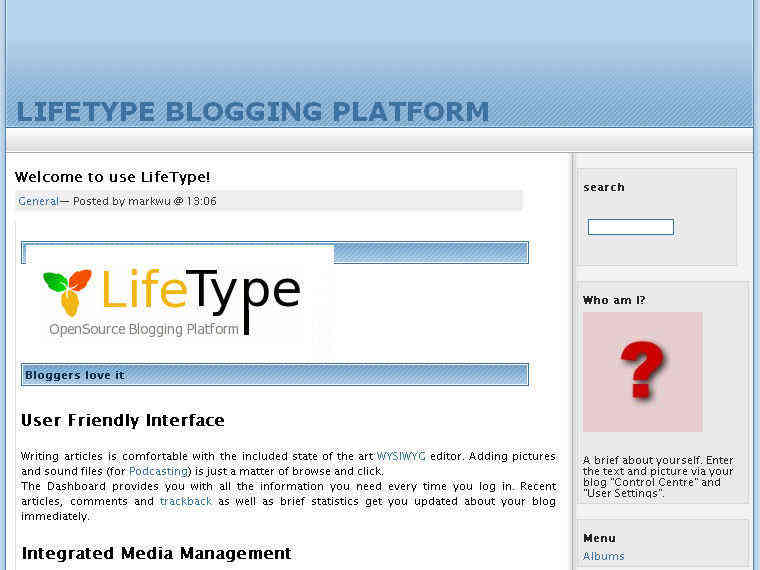 LIFETYPE BLOGGING PLATFORM
Welcome to use LifeType!
General— Posted by markwu @ 13:06
LifeType
OpenSource Blogging Platform
Bloggers love it
User Friendly Interface
Writing articles is comfortable with the included state of the art WYSIWYG editor. Adding pictures
and sound files (for Podcasting) is just a matter of browse and click.
The Dashboard provides you with all the information you need every time you log in. Recent
articles, comments and trackback as well as brief statistics get you updated about your blog
immediately.
Integrated Media Management
search
Who am I?
?
A brief about yourself. Enter
the text and picture via your
blog "Control Centre" and
"User Settings".
Menu
Albums